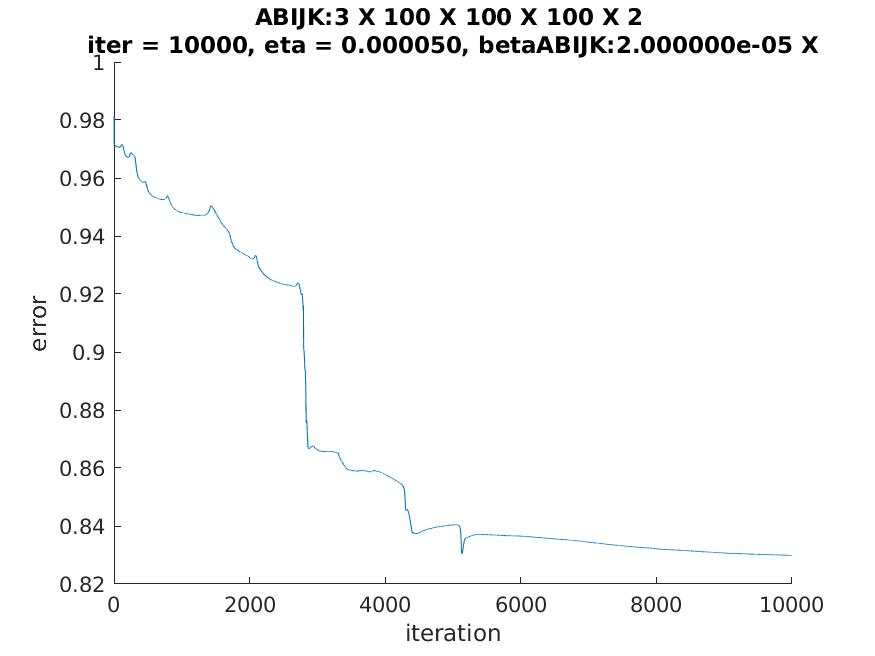 ABIJK:3 X 100 X 100 X 100 X 2
iter = 10000, eta = 0.000050, betaABIJK:2.000000e-05 X
1
0.98
0.96
0.94
0.92
0.9
0.88
0.86
0.84
0.82
error
0 2000 4000 6000 8000 10000
iteration